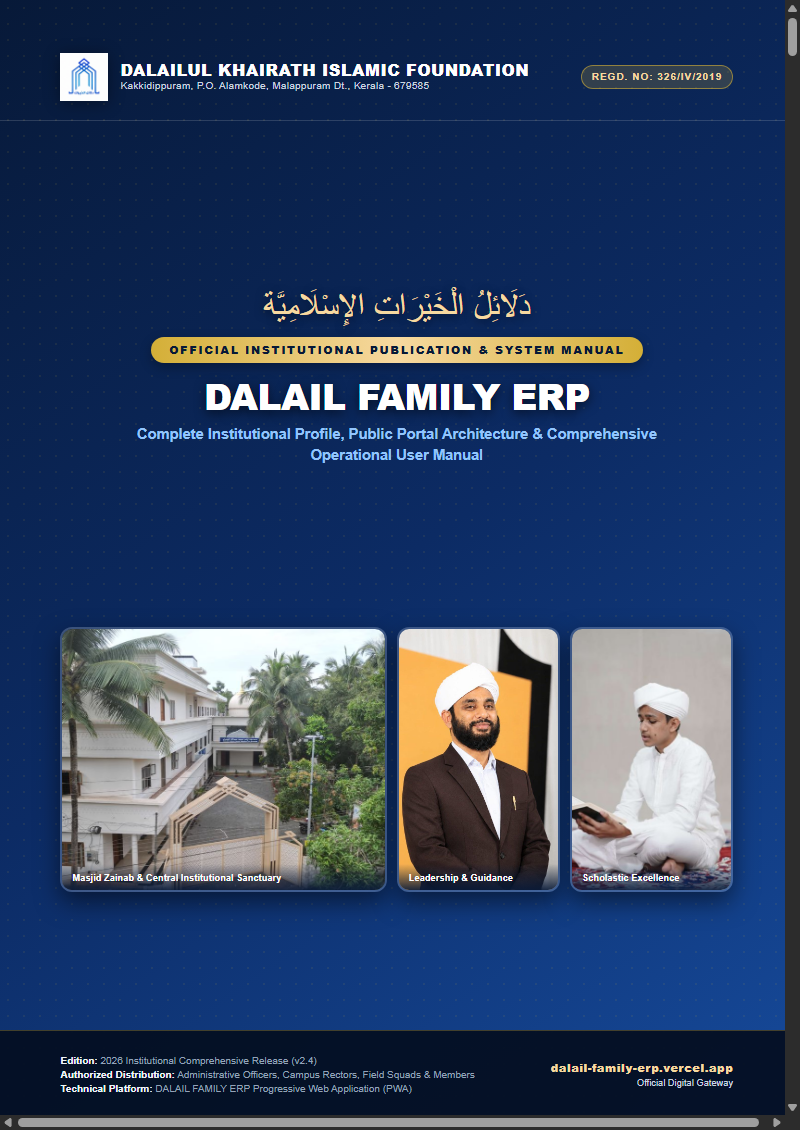 DALAILUL KHAIRATH ISLAMIC FOUNDATION
Kakkidippuram, P.O. Alamkode, Malappuram Dt., Kerala - 679585
REGD. NO: 326/IV/2019
دَلَائِلُ الْخَيْرَاتِ الإِسْلَامِيَّة
OFFICIAL INSTITUTIONAL PUBLICATION & SYSTEM MANUAL
DALAIL FAMILY ERP
Complete Institutional Profile, Public Portal Architecture & Comprehensive
Operational User Manual
Masjid Zainab & Central Institutional Sanctuary
Leadership & Guidance
Scholastic Excellence
Edition: 2026 Institutional Comprehensive Release (v2.4)
Authorized Distribution: Administrative Officers, Campus Rectors, Field Squads & Members
Technical Platform: DALAIL FAMILY ERP Progressive Web Application (PWA)
dalail-family-erp.vercel.app
Official Digital Gateway